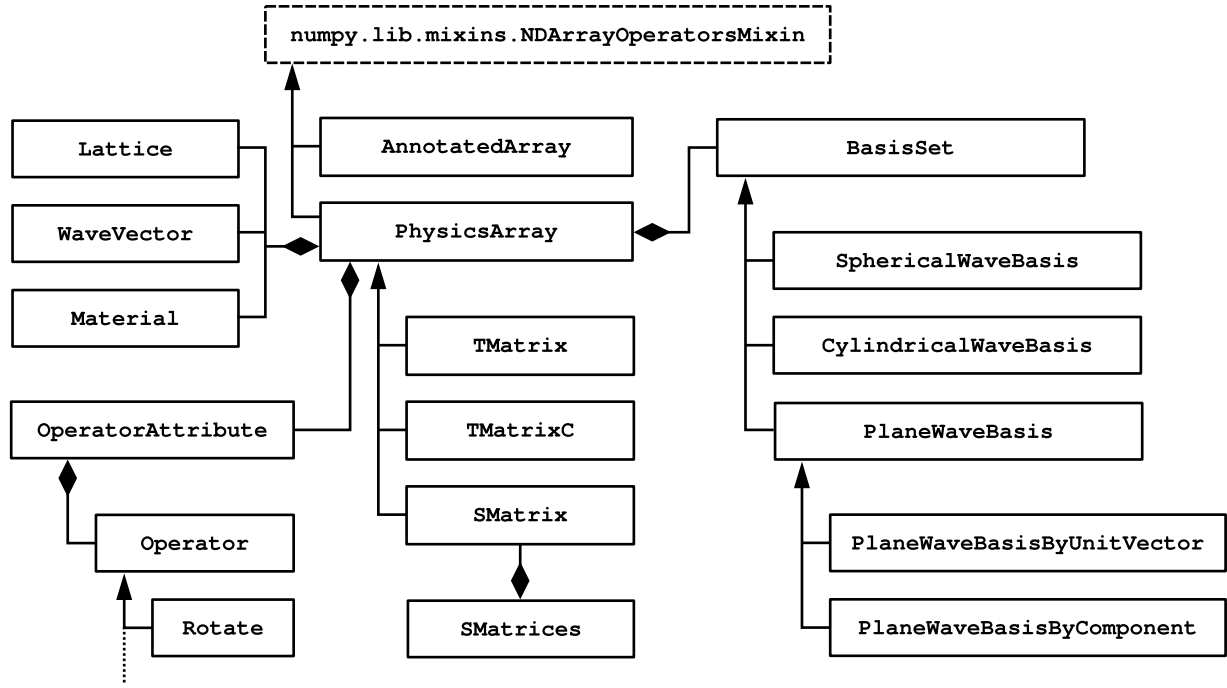 numpy.lib.mixins.NDArrayOperatorsMixin
Lattice
AnnotatedArray
BasisSet
WaveVector
PhysicsArray
SphericalWaveBasis
Material
TMatrix
CylindricalWaveBasis
OperatorAttribute
TMatrixC
PlaneWaveBasis
SMatrix
Operator
PlaneWaveBasisByUnitVector
Rotate
SMatrices
PlaneWaveBasisByComponent